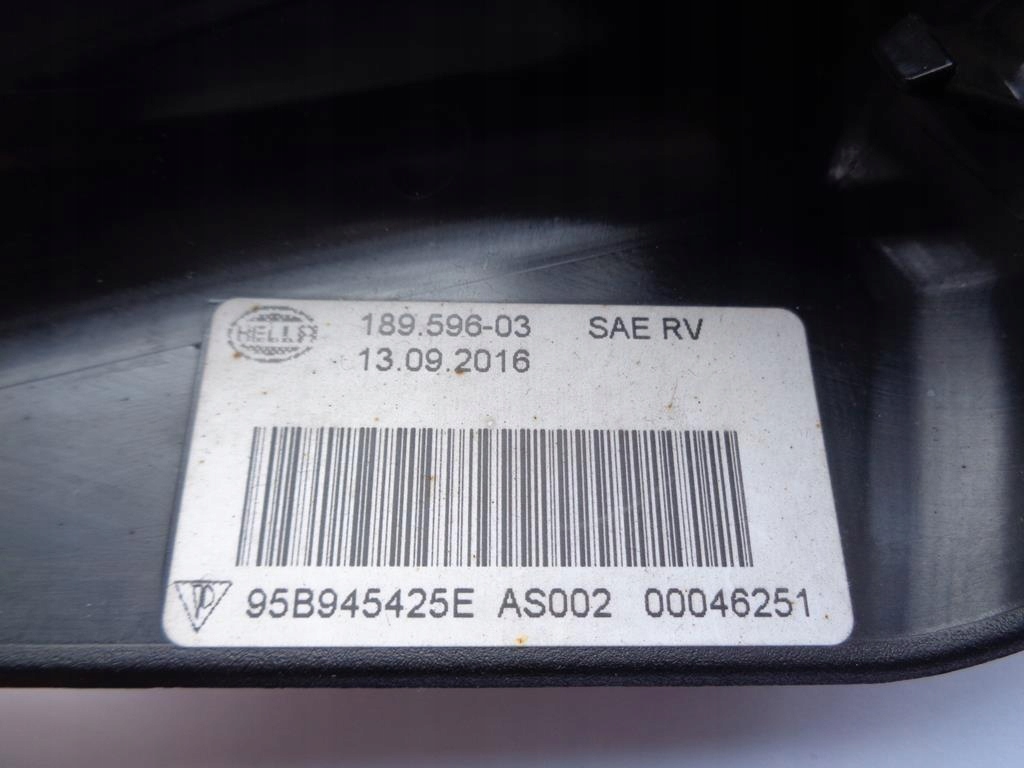 HELLA 189.596-03 SAE RV
13.09.2016
95B945425E AS002 00046251